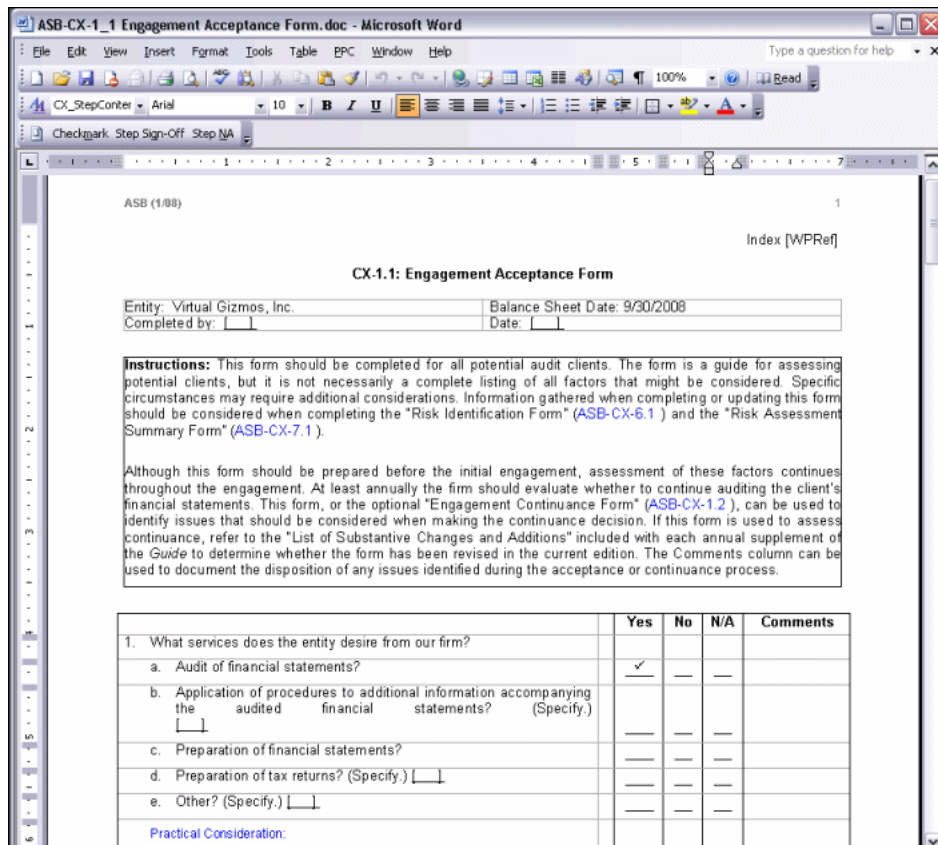 ASB-CX-1_1 Engagement Acceptance Form.doc - Microsoft Word
File Edit View Insert Format Tools Table PPC Window Help Type a question for help
100% Read
CX_StepConter Arial 10 B I U A
Checkmark Step Sign-Off Step NA
1 2 3 4 5 7
ASB (1/08) 1
Index [WPRef]
CX-1.1: Engagement Acceptance Form
Entity: Virtual Gizmos, Inc. Balance Sheet Date: 9/30/2008
Completed by: [ ] Date: [ ]
Instructions: This form should be completed for all potential audit clients. The form is a guide for assessing
potential clients, but it is not necessarily a complete listing of all factors that might be considered. Specific
circumstances may require additional considerations. Information gathered when completing or updating this form
should be considered when completing the "Risk Identification Form" (ASB-CX-6.1 ) and the "Risk Assessment
Summary Form" (ASB-CX-7.1 ).
Although this form should be prepared before the initial engagement, assessment of these factors continues
throughout the engagement. At least annually the firm should evaluate whether to continue auditing the client's
financial statements. This form, or the optional "Engagement Continuance Form" (ASB-CX-1.2 ), can be used to
identify issues that should be considered when making the continuance decision. If this form is used to assess
continuance, refer to the "List of Substantive Changes and Additions" included with each annual supplement of
the Guide to determine whether the form has been revised in the current edition. The Comments column can be
used to document the disposition of any issues identified during the acceptance or continuance process.
Yes No N/A Comments
1. What services does the entity desire from our firm?
a. Audit of financial statements? ✓
b. Application of procedures to additional information accompanying
the audited financial statements? (Specify.)
[ ]
c. Preparation of financial statements?
d. Preparation of tax returns? (Specify.) [ ]
e. Other? (Specify.) [ ]
Practical Consideration: